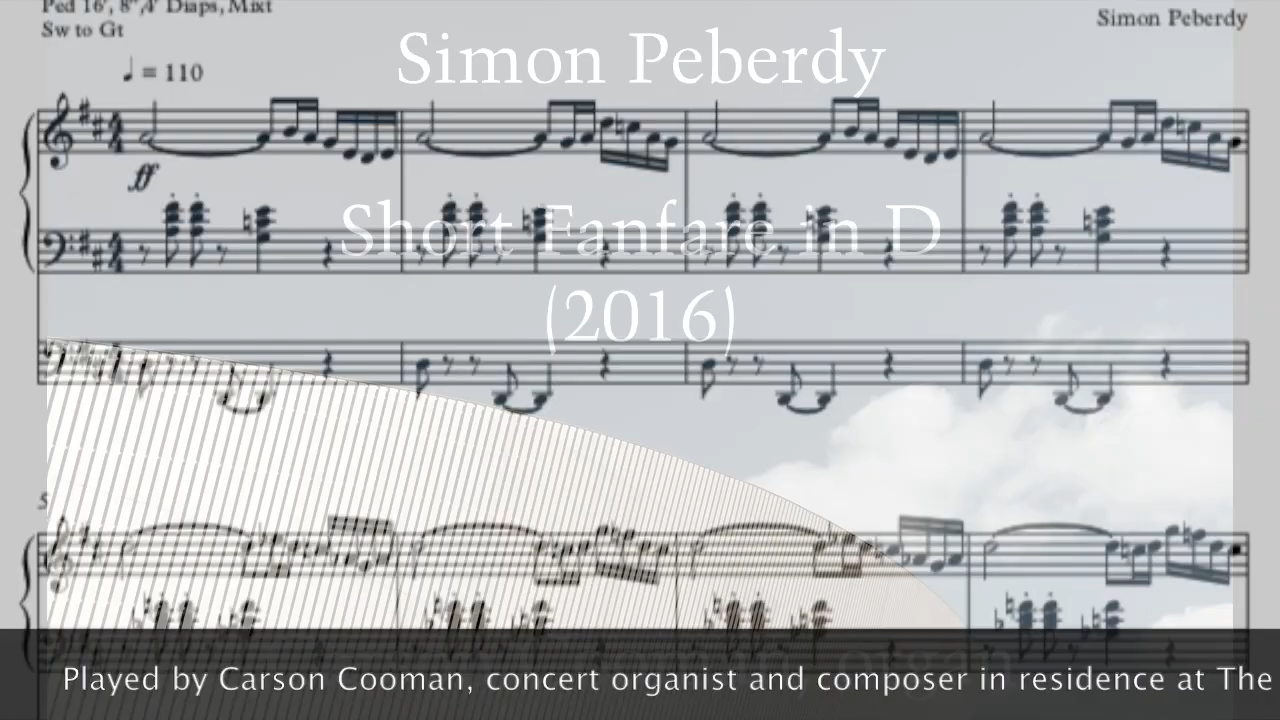 Ped 16', 8",4' Diaps, Mixt
Sw to Gt
Simon Peberdy
Simon Peberdy
♩ = 110
ff
Short Fanfare in D
(2016)
5
organ
Played by Carson Cooman, concert organist and composer in residence at The